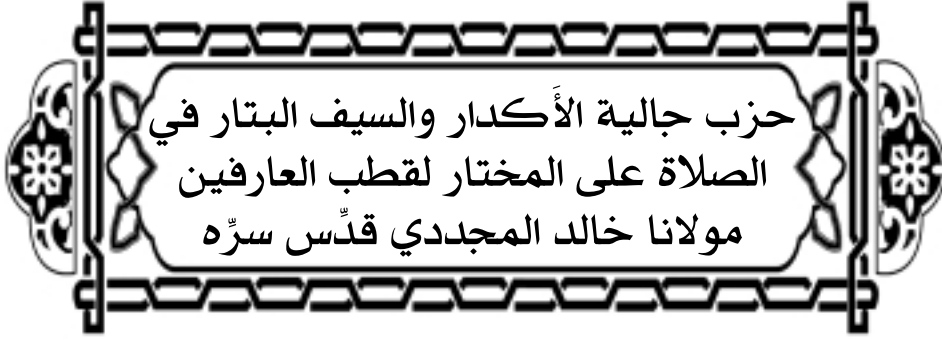 حزب جالية الأَكدار والسيف البتار في
الصلاة على المختار لقطب العارفين
مولانا خالد المجددي قدِّس سرِّه